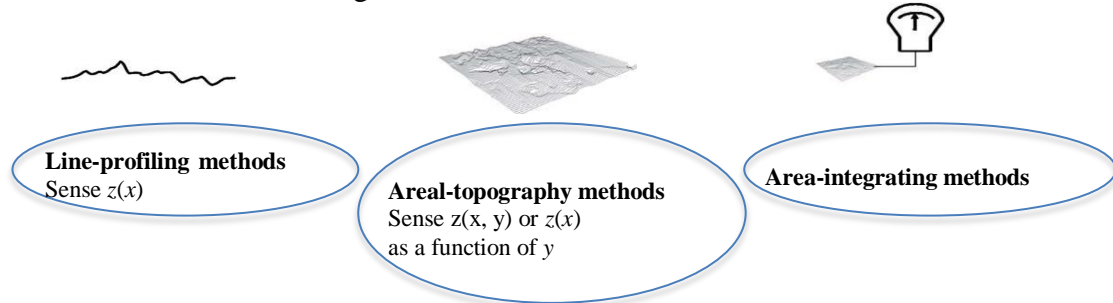 Line-profiling methods
Sense z(x)
Areal-topography methods
Sense z(x, y) or z(x)
as a function of y
Area-integrating methods